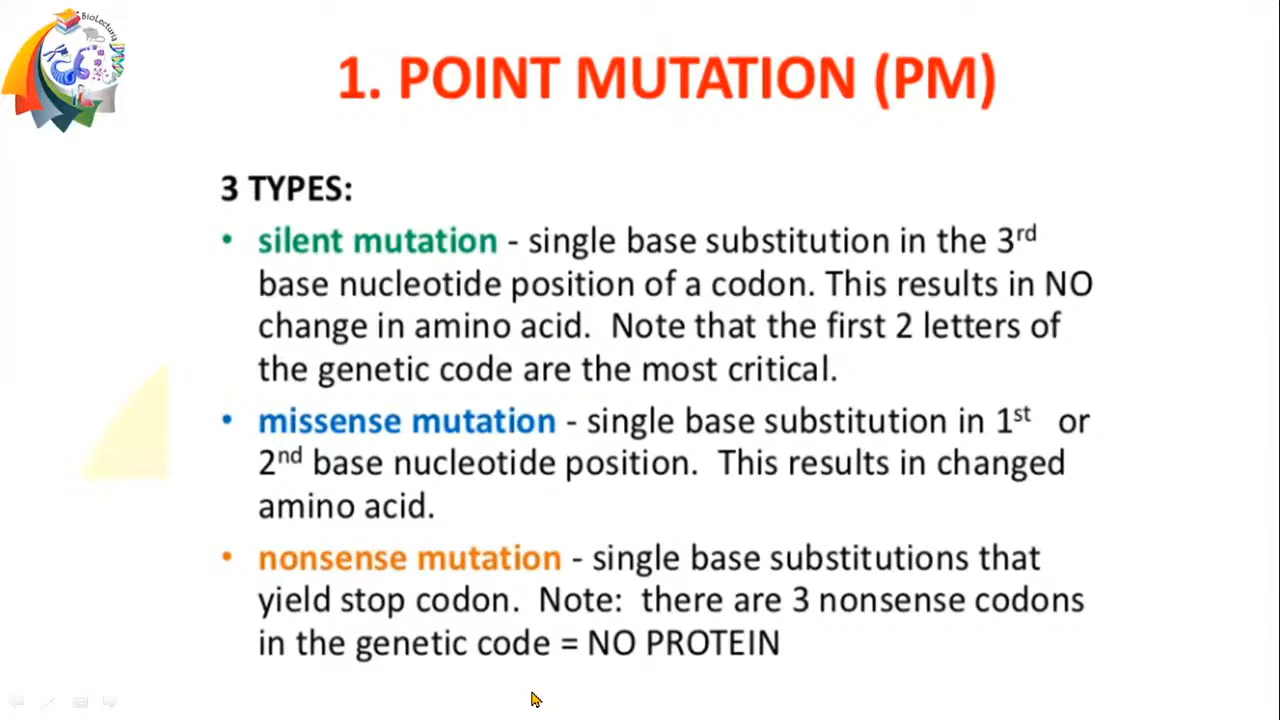 BioLectura
1. POINT MUTATION (PM)
3 TYPES:
• silent mutation - single base substitution in the 3rd
base nucleotide position of a codon. This results in NO
change in amino acid. Note that the first 2 letters of
the genetic code are the most critical.
• missense mutation - single base substitution in 1st or
2nd base nucleotide position. This results in changed
amino acid.
• nonsense mutation - single base substitutions that
yield stop codon. Note: there are 3 nonsense codons
in the genetic code = NO PROTEIN